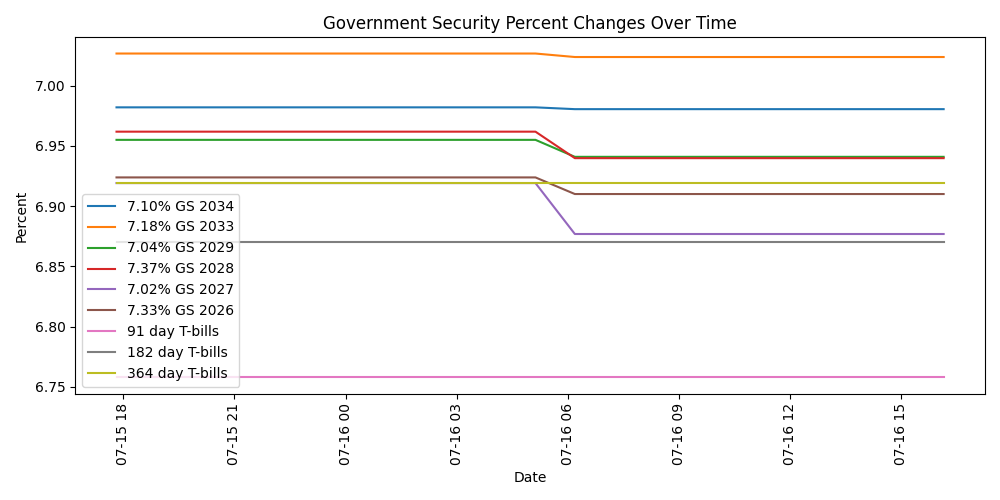 Government Security Percent Changes Over Time
Percent
7.00
6.95
6.90
6.85
6.80
6.75
7.10% GS 2034
7.18% GS 2033
7.04% GS 2029
7.37% GS 2028
7.02% GS 2027
7.33% GS 2026
91 day T-bills
182 day T-bills
364 day T-bills
07-15 18
07-15 21
07-16 00
07-16 03
07-16 06
07-16 09
07-16 12
07-16 15
Date